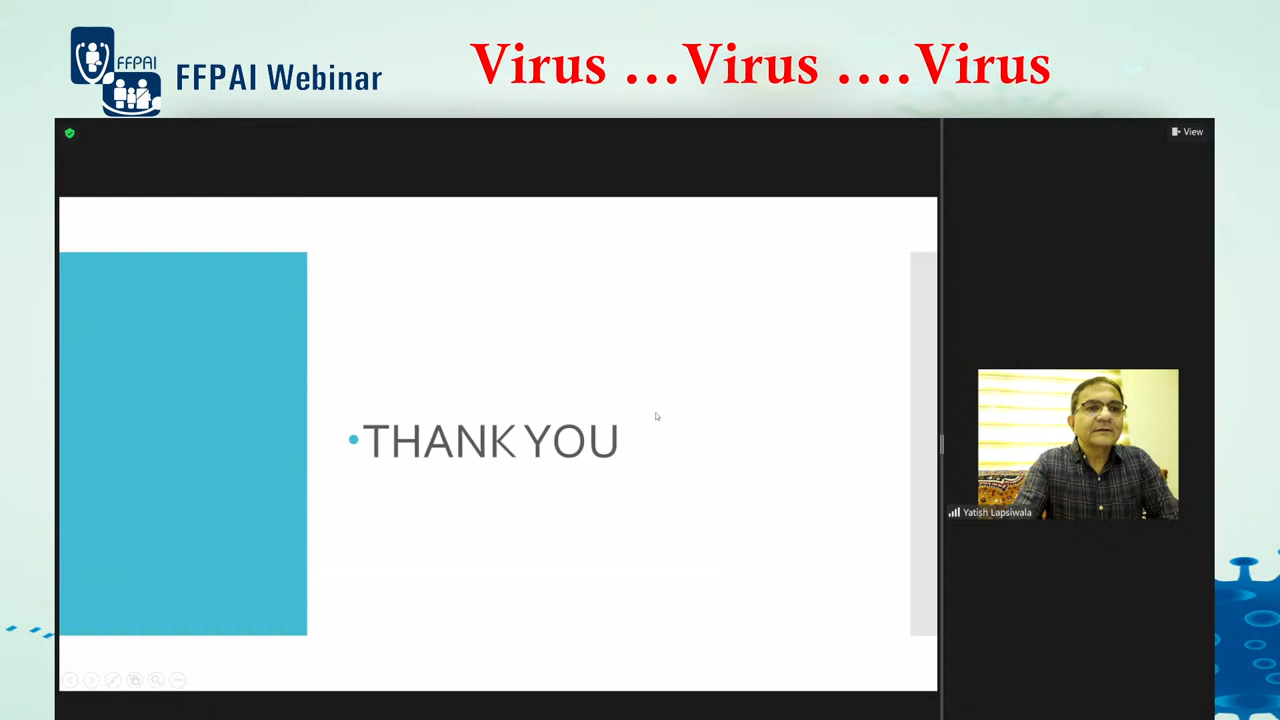 FFPAI
FFPAI Webinar
Virus ...Virus ....Virus
View
•THANK YOU
Yatish Lapsiwala